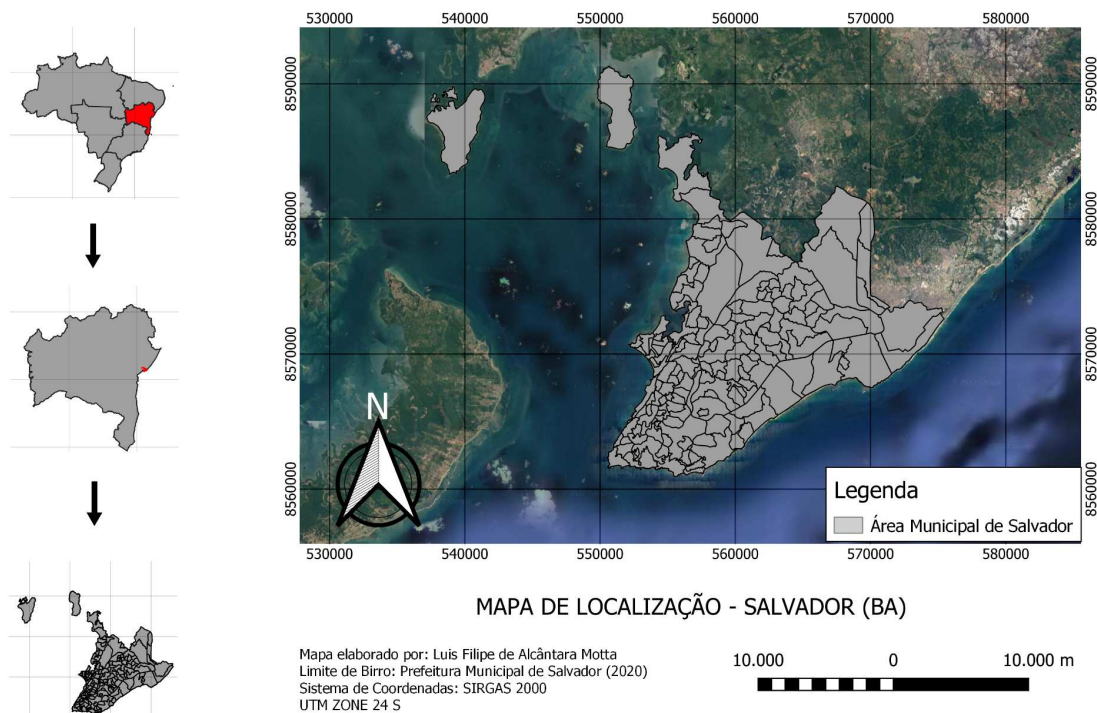 530000 540000 550000 560000 570000 580000
8590000 8590000
8580000 8580000
8570000 8570000
8560000 8560000
N
Legenda
Área Municipal de Salvador
530000 540000 550000 560000 570000 580000
MAPA DE LOCALIZAÇÃO - SALVADOR (BA)
Mapa elaborado por: Luis Filipe de Alcântara Motta
Limite de Birro: Prefeitura Municipal de Salvador (2020)
Sistema de Coordenadas: SIRGAS 2000
UTM ZONE 24 S
10.000 0 10.000 m